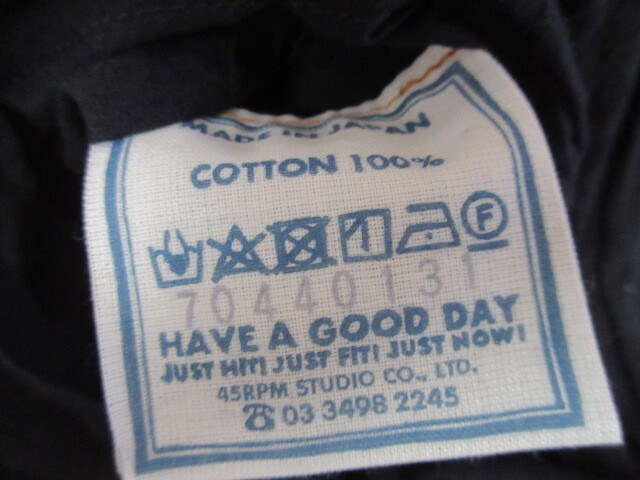 MADE IN JAPAN
COTTON 100%
F
70440131
HAVE A GOOD DAY
JUST HIT! JUST FIT! JUST NOW!
45RPM STUDIO CO., LTD.
☎ 03 3498 2245